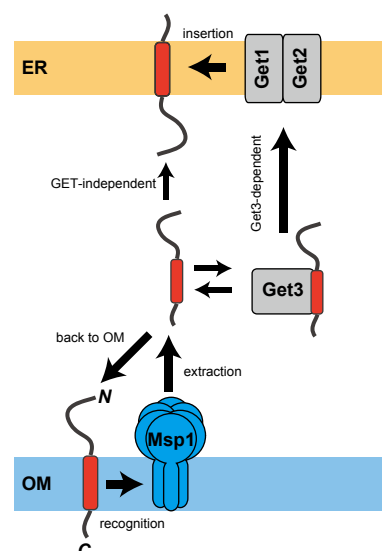 insertion
ER
Get1
Get2
GET-independent
Get3-dependent
Get3
back to OM
extraction
N
Msp1
OM
recognition
C